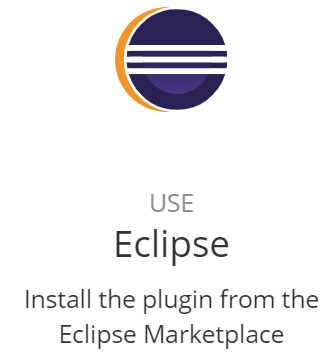 USE
Eclipse
Install the plugin from the
Eclipse Marketplace